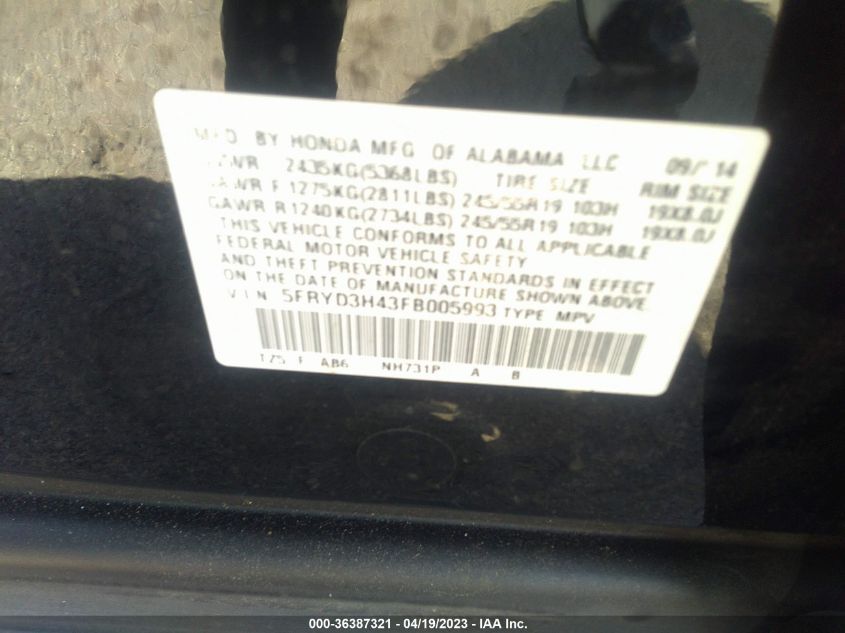 MFD BY HONDA MFG OF ALABAMA LLC 09/14
GVWR 2435KG(5368LBS) TIRE SIZE RIM SIZE
GAWR F 1275KG(2811LBS) 245/55R19 103H 19X8.0J
GAWR R1240KG(2734LBS) 245/55R19 103H 19X8.0J
THIS VEHICLE CONFORMS TO ALL APPLICABLE
FEDERAL MOTOR VEHICLE SAFETY
AND THEFT PREVENTION STANDARDS IN EFFECT
ON THE DATE OF MANUFACTURE SHOWN ABOVE.
V I N 5FRYD3H43FB005993 TYPE MPV
TZ5 F AB6 NH731P A B
000-36387321 - 04/19/2023 - IAA Inc.